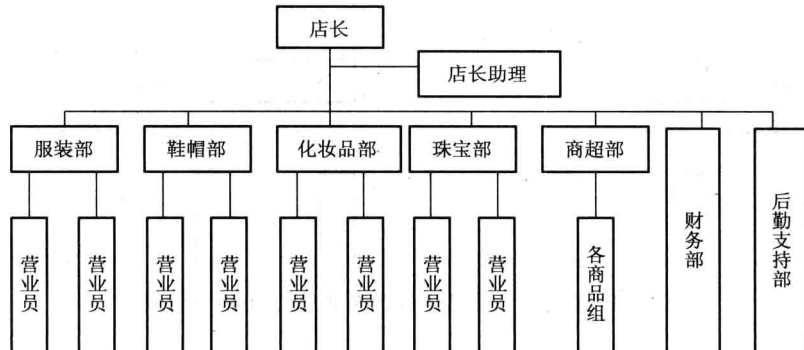 店长
店长助理
服装部
鞋帽部
化妆品部
珠宝部
商超部
财务部
后勤支持部
营业员
营业员
营业员
营业员
营业员
营业员
营业员
营业员
各商品组